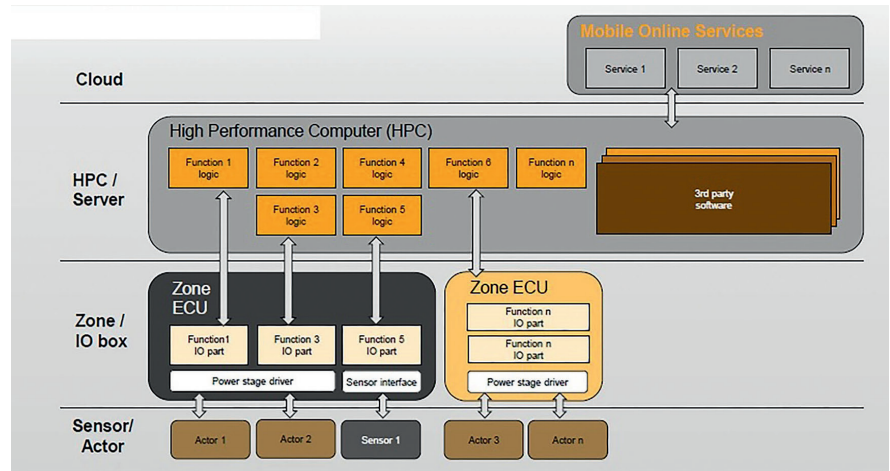 Mobile Online Services
Cloud
Service 1
Service 2
Service n
High Performance Computer (HPC)
HPC /
Server
Function 1
logic
Function 2
logic
Function 4
logic
Function 6
logic
Function n
logic
Function 3
logic
Function 5
logic
3rd party
software
Zone /
IO box
Zone
ECU
Function1
IO part
Function 3
IO part
Function 5
IO part
Power stage driver
Sensor interface
Zone ECU
Function n
IO part
Function n
IO part
Power stage driver
Sensor/
Actor
Actor 1
Actor 2
Sensor 1
Actor 3
Actor n